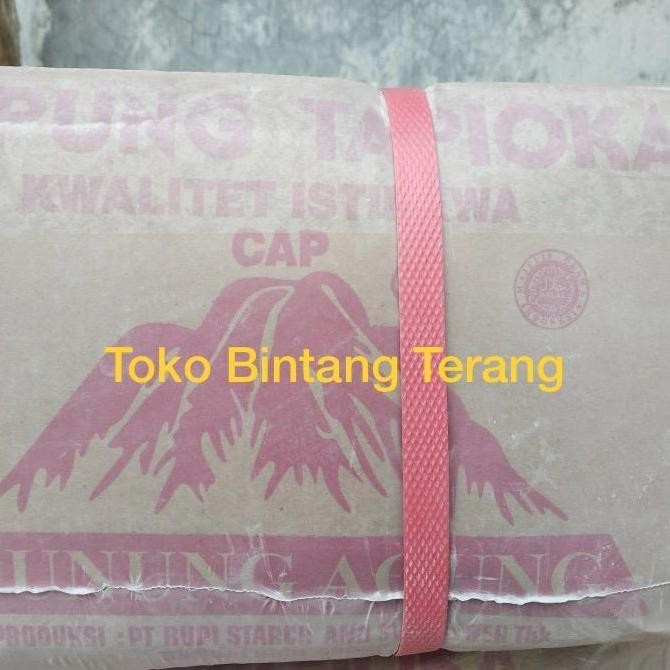 PUNG TAPIOKA
KWALITET ISTI EWA
CAP
Toko Bintang Terang
UNUNG AGUNG
PRODUKSI : PT BUDI STARCH AND S